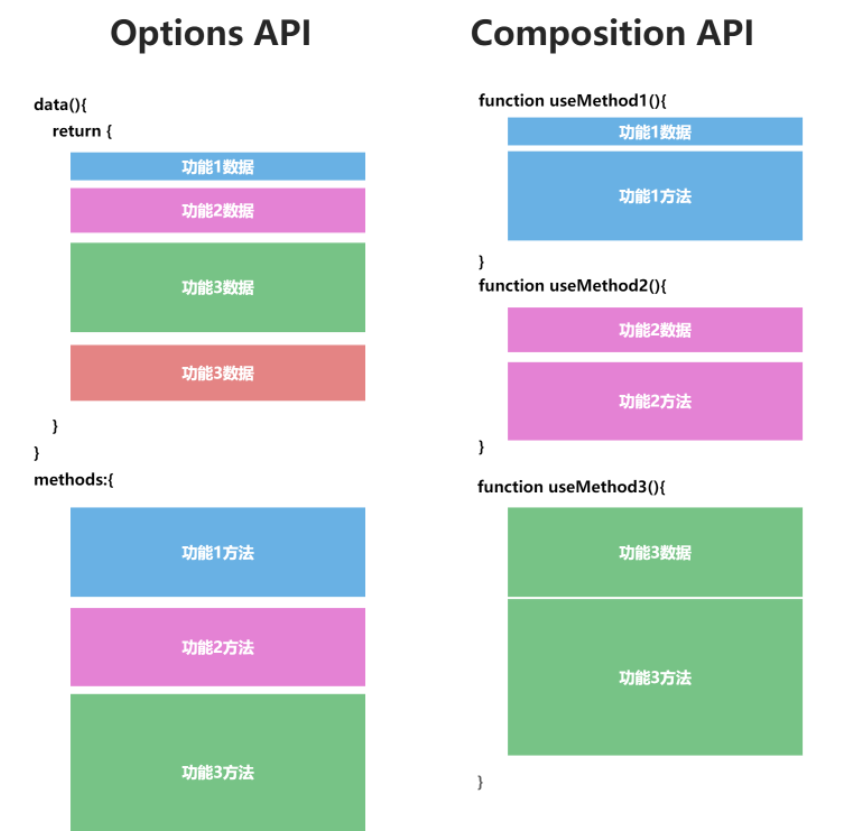 Options API
data(){
return {
功能1数据
功能2数据
功能3数据
功能3数据
}
}
methods:{
功能1方法
功能2方法
功能3方法
Composition API
function useMethod1(){
功能1数据
功能1方法
}
function useMethod2(){
功能2数据
功能2方法
}
function useMethod3(){
功能3数据
功能3方法
}